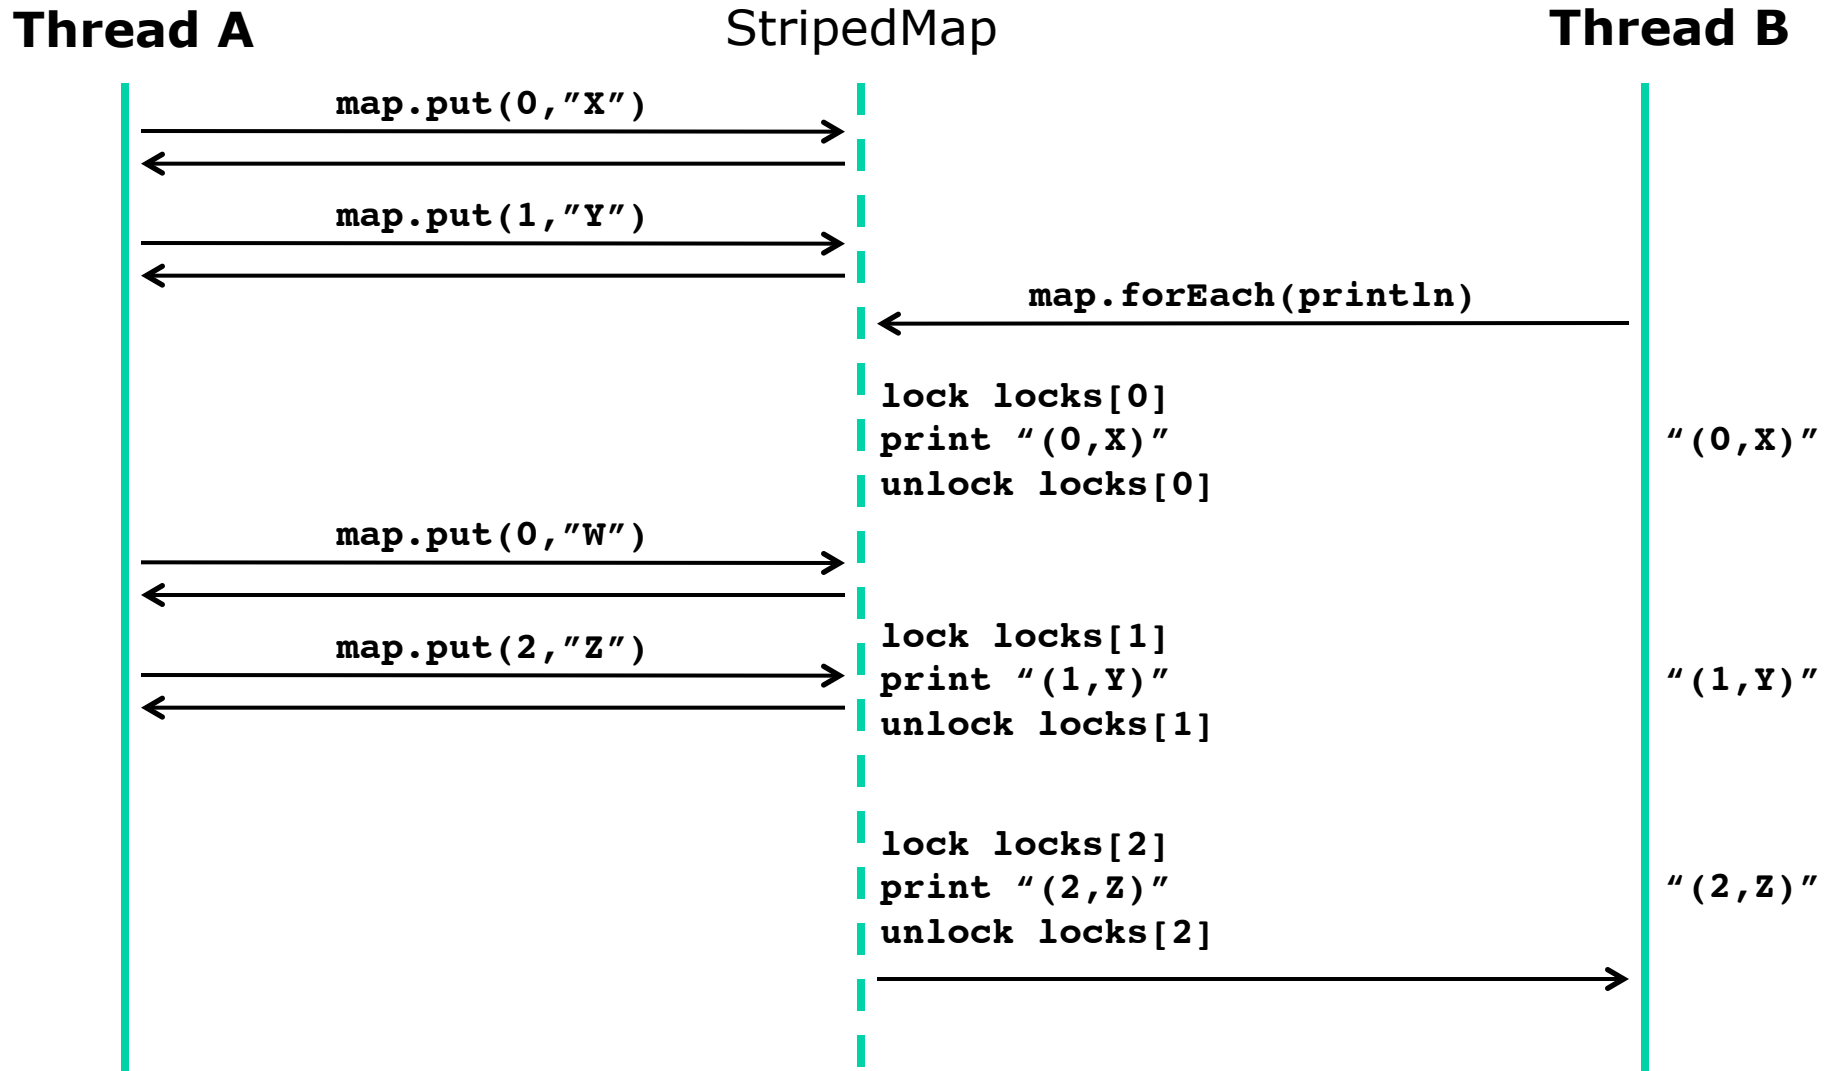 Thread A
StripedMap
Thread B
map.put(0,”X”)
map.put(1,”Y”)
map.forEach(println)
lock locks[0]
print “(0,X)”
“(0,X)”
unlock locks[0]
map.put(0,”W”)
map.put(2,”Z”)
lock locks[1]
print “(1,Y)”
“(1,Y)”
unlock locks[1]
lock locks[2]
print “(2,Z)”
“(2,Z)”
unlock locks[2]